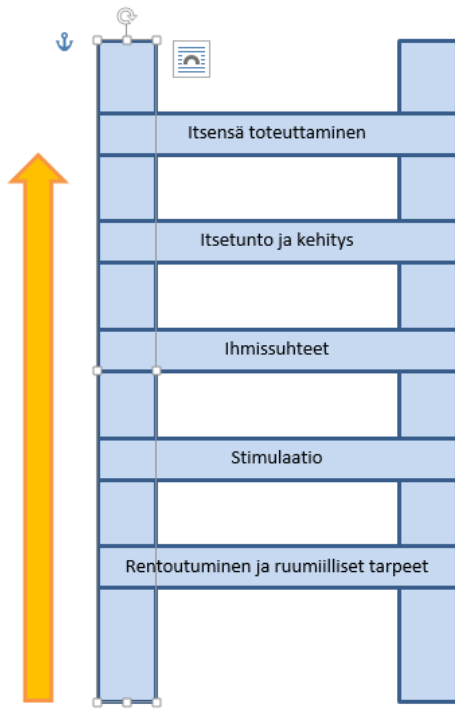 Itsensä toteuttaminen
Itsetunto ja kehitys
Ihmissuhteet
Stimulaatio
Rentoutuminen ja ruumiilliset tarpeet